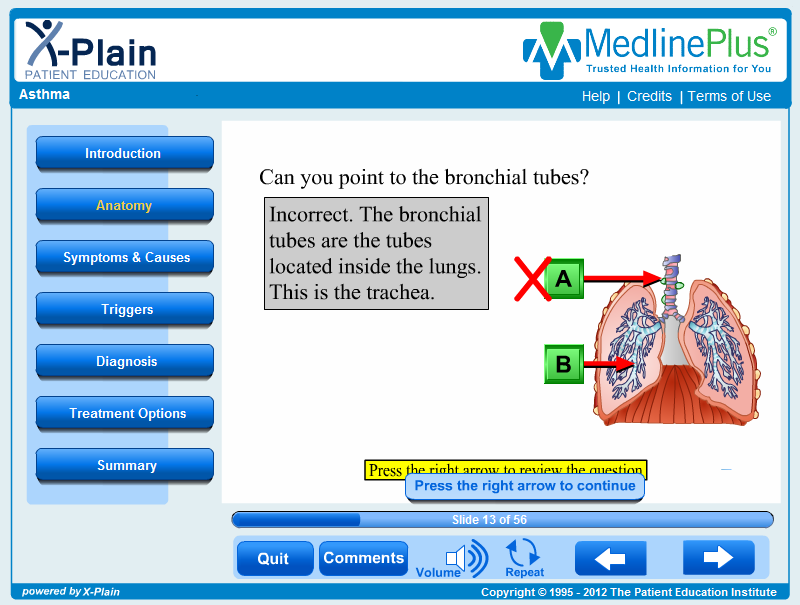 X-Plain
PATIENT EDUCATION
MedlinePlus®
Trusted Health Information for You
Asthma
Help | Credits | Terms of Use
Introduction
Anatomy
Symptoms & Causes
Triggers
Diagnosis
Treatment Options
Summary
Can you point to the bronchial tubes?
Incorrect. The bronchial
tubes are the tubes
located inside the lungs.
This is the trachea.
A
B
Press the right arrow to review the question
Press the right arrow to continue
Slide 13 of 56
Quit
Comments
Volume
Repeat
powered by X-Plain
Copyright © 1995 - 2012 The Patient Education Institute